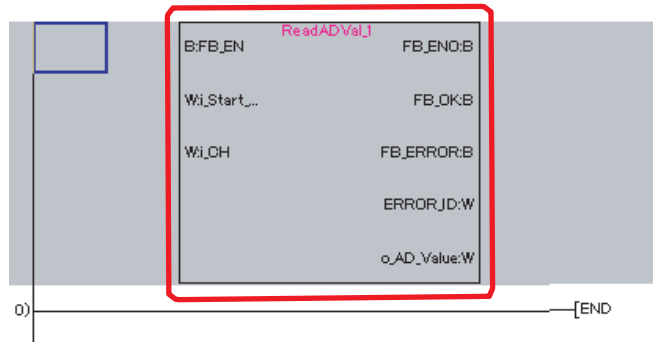 ReadADVal_1
B:FB_EN FB_ENO:B
W:i_Start_... FB_OK:B
W:i_CH FB_ERROR:B
ERROR_ID:W
o_AD_Value:W
0) [END